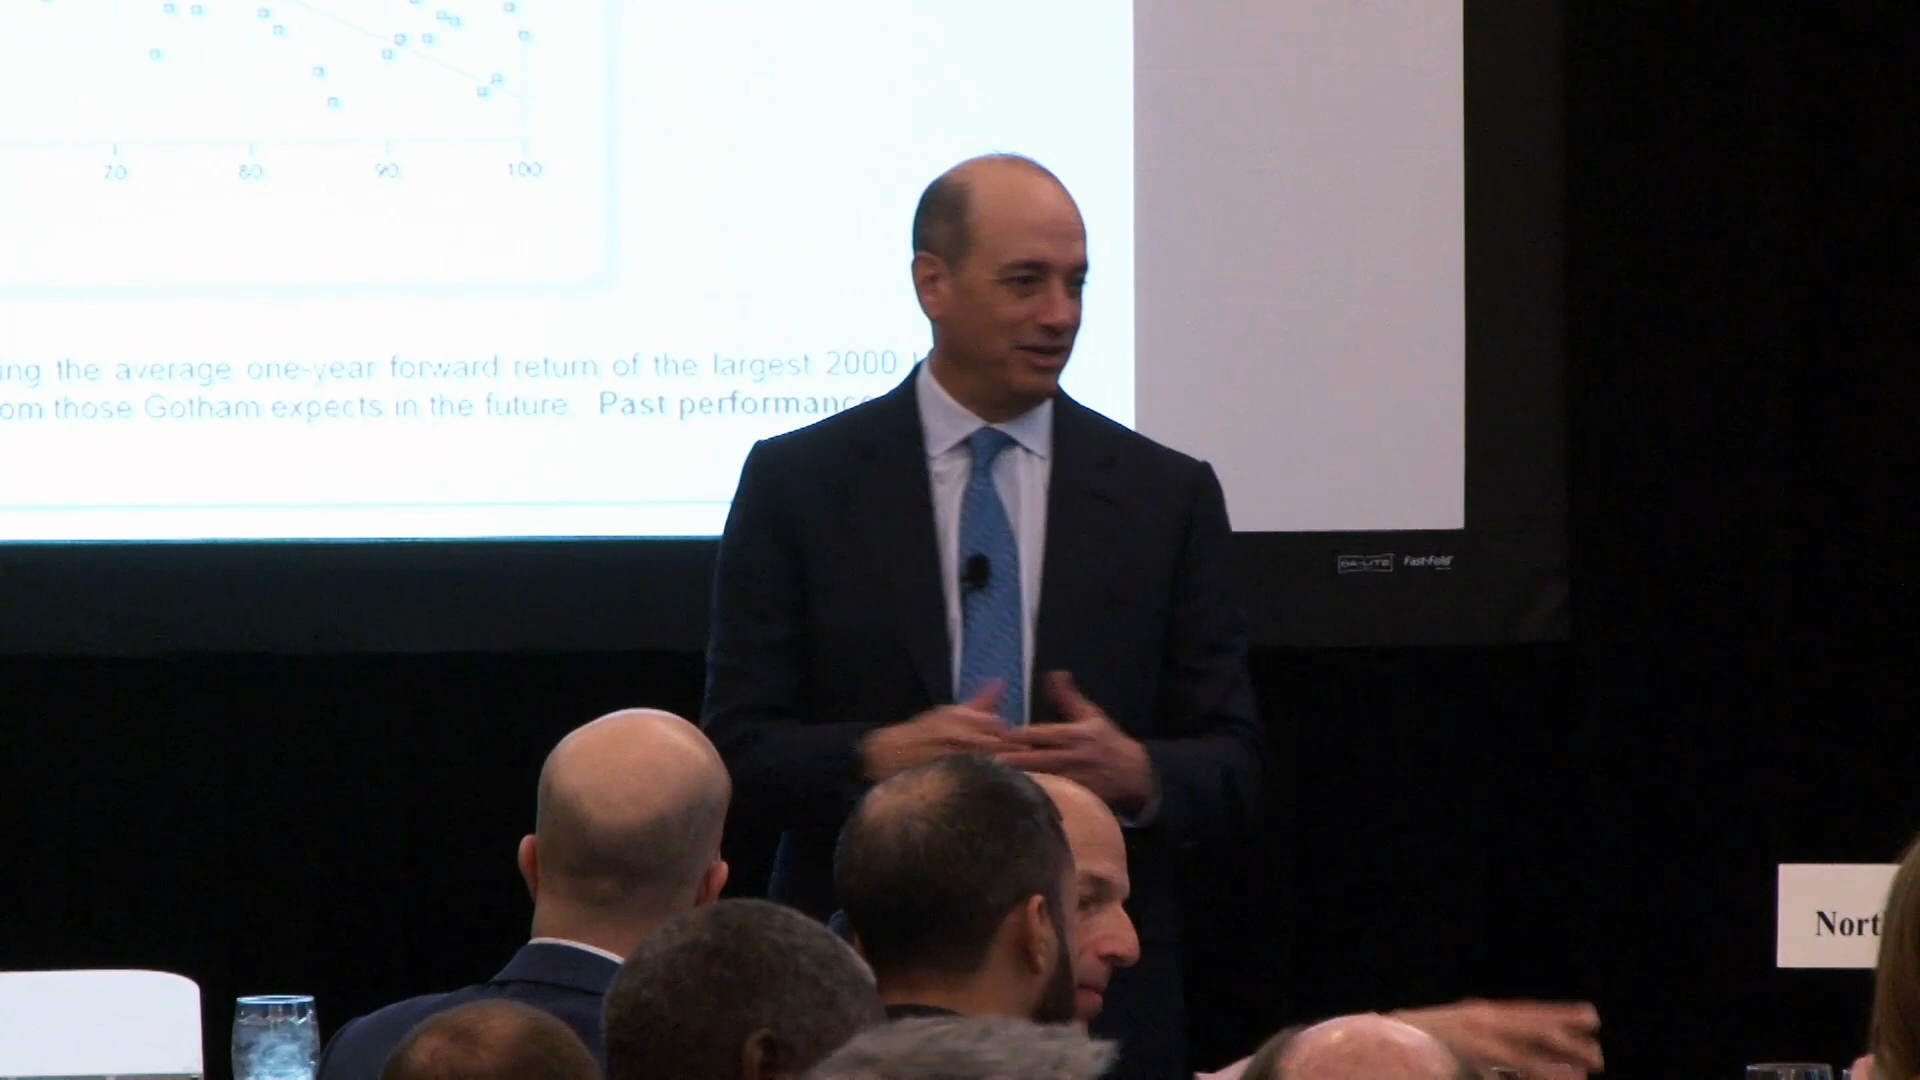 70 80 90 100
ing the average one-year forward return of the largest 2000
om those Gotham expects in the future. Past performance
DA-LITE Fast-Fold
Nort